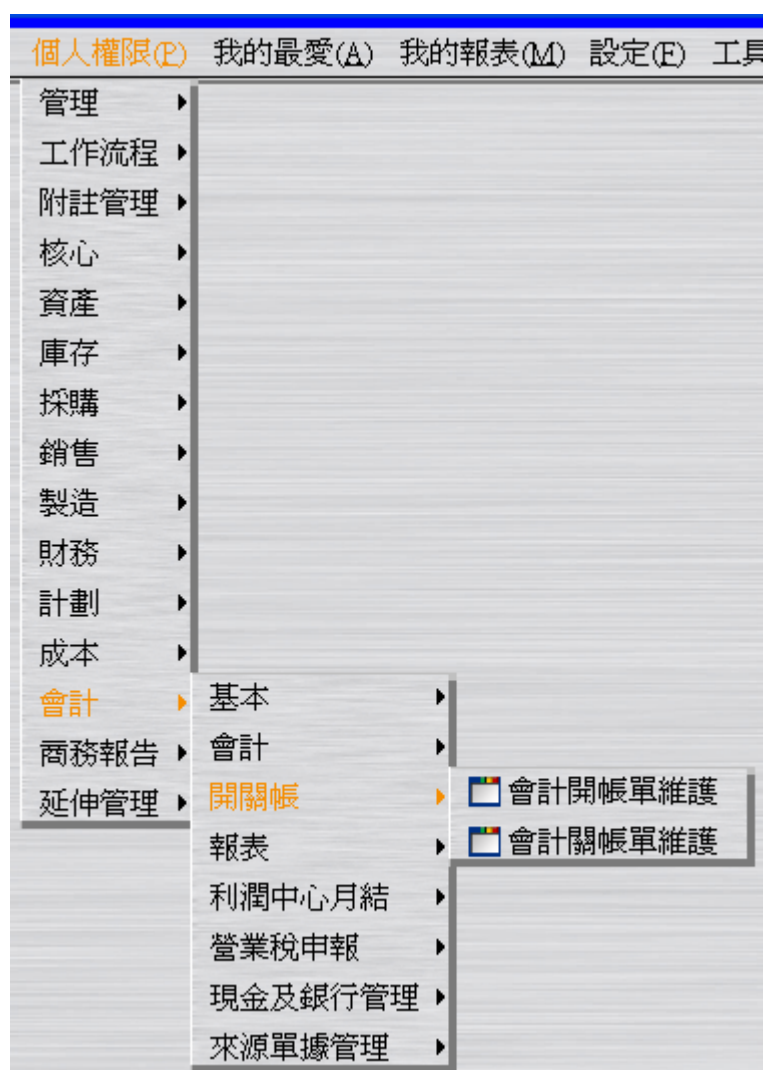 個人權限(P) 我的最愛(A) 我的報表(M) 設定(F) 工具
管理
工作流程
附註管理
核心
資產
庫存
採購
銷售
製造
財務
計劃
成本
會計
商務報告
延伸管理
基本
會計
開關帳
報表
利潤中心月結
營業稅申報
現金及銀行管理
來源單據管理
會計開帳單維護
會計關帳單維護